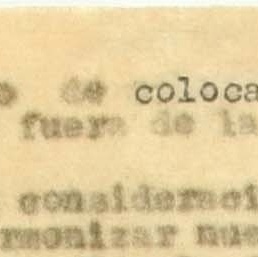 o de coloca
fuera de la
consideraci
rmonizar nue